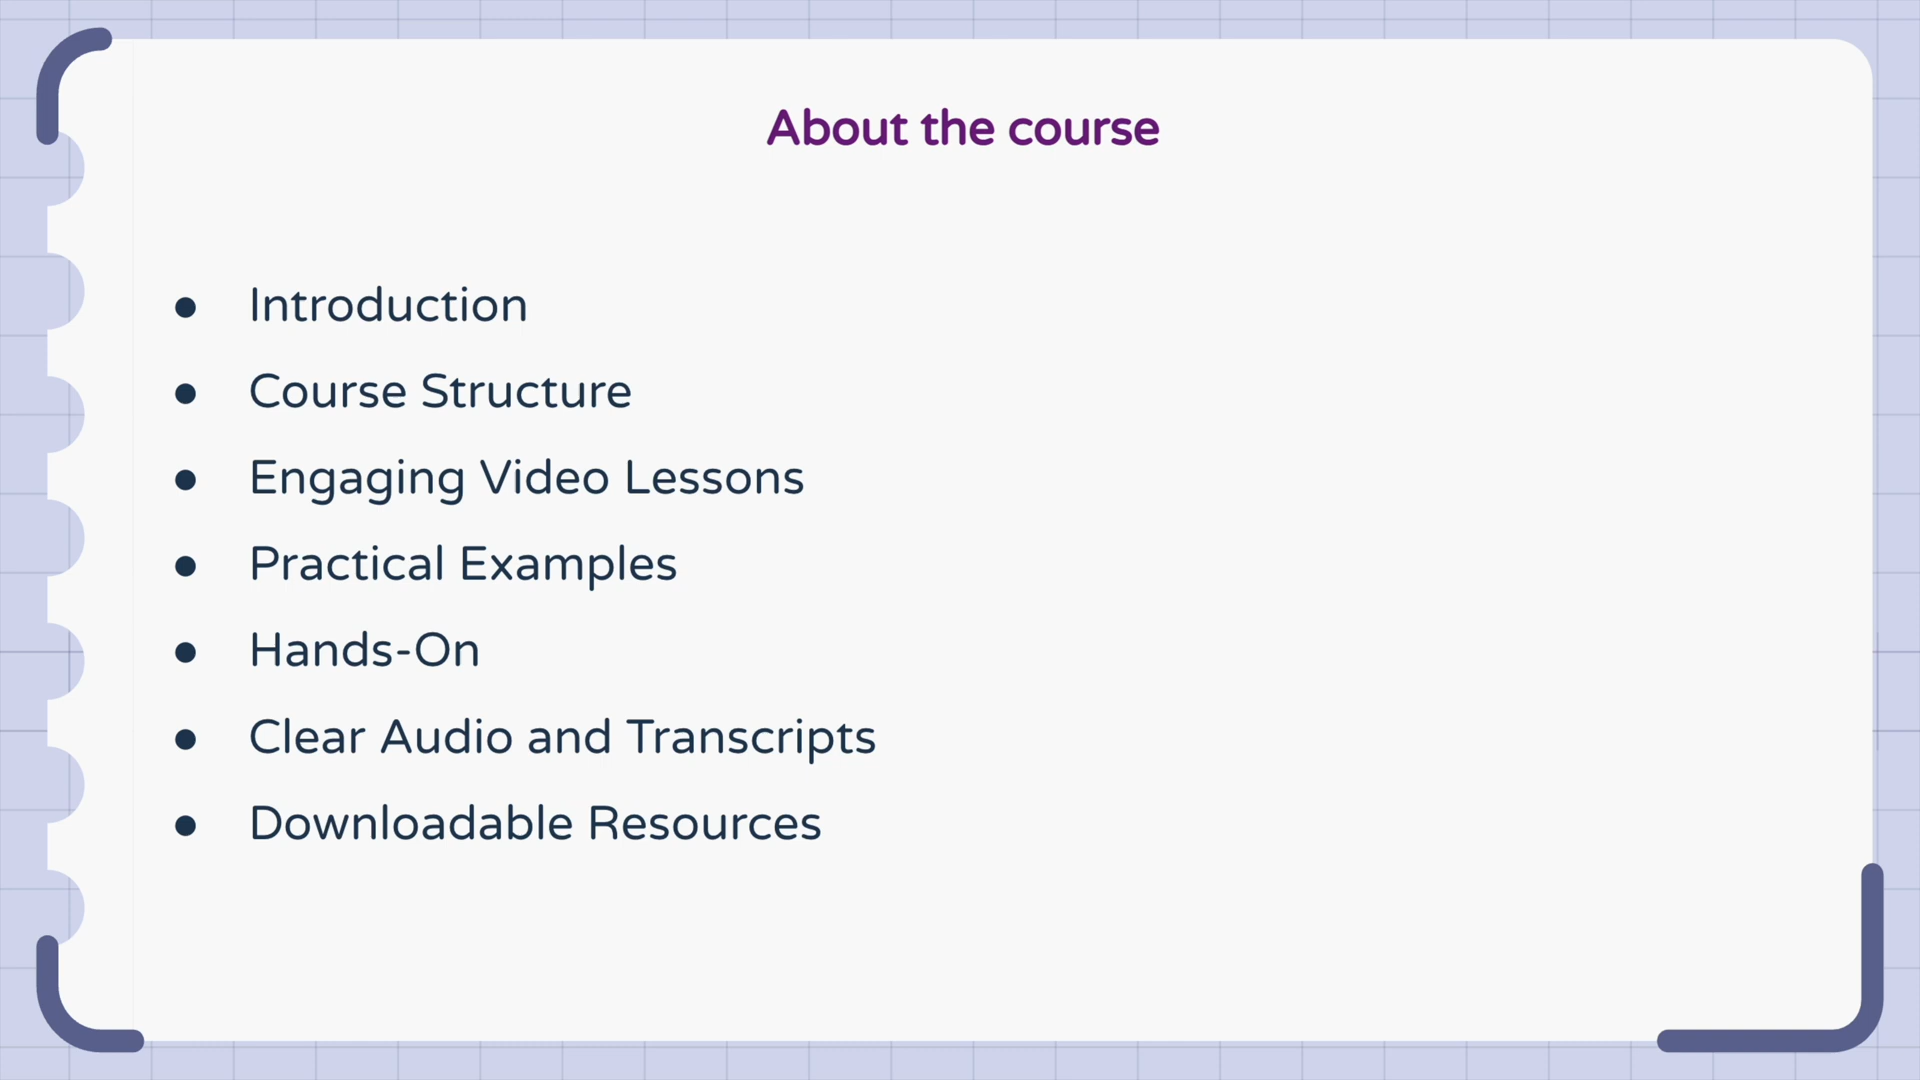 About the course
● Introduction
● Course Structure
● Engaging Video Lessons
● Practical Examples
● Hands-On
● Clear Audio and Transcripts
● Downloadable Resources